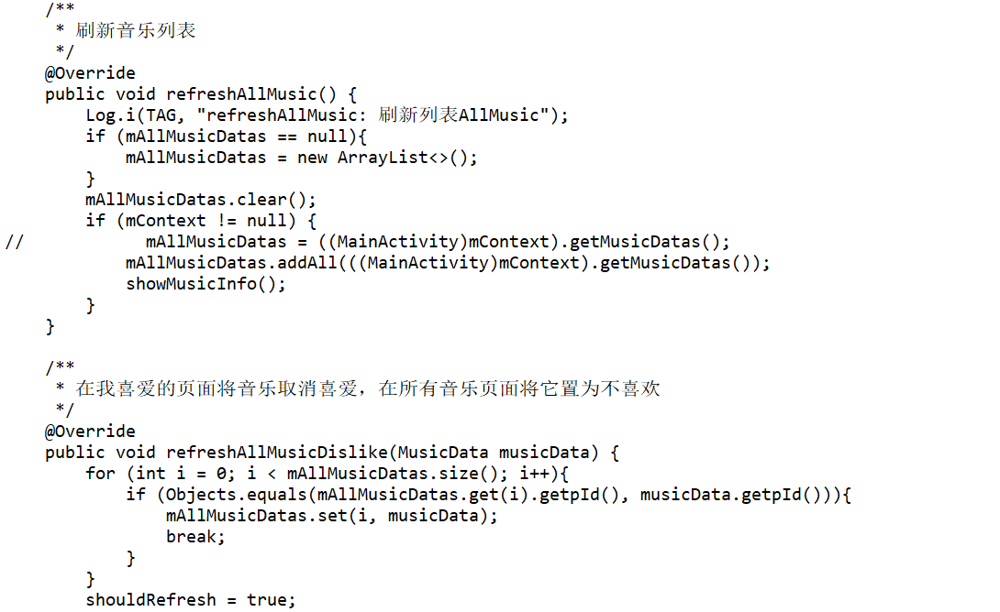 /**
     * 刷新音乐列表
     */
    @Override
    public void refreshAllMusic() {
        Log.i(TAG, "refreshAllMusic: 刷新列表AllMusic");
        if (mAllMusicDatas == null){
            mAllMusicDatas = new ArrayList<>();
        }
        mAllMusicDatas.clear();
        if (mContext != null) {
//            mAllMusicDatas = ((MainActivity)mContext).getMusicDatas();
            mAllMusicDatas.addAll(((MainActivity)mContext).getMusicDatas());
            showMusicInfo();
        }
    }

    /**
     * 在我喜爱的页面将音乐取消喜爱，在所有音乐页面将它置为不喜欢
     */
    @Override
    public void refreshAllMusicDislike(MusicData musicData) {
        for (int i = 0; i < mAllMusicDatas.size(); i++){
            if (Objects.equals(mAllMusicDatas.get(i).getpId(), musicData.getpId())){
                mAllMusicDatas.set(i, musicData);
                break;
            }
        }
        shouldRefresh = true;